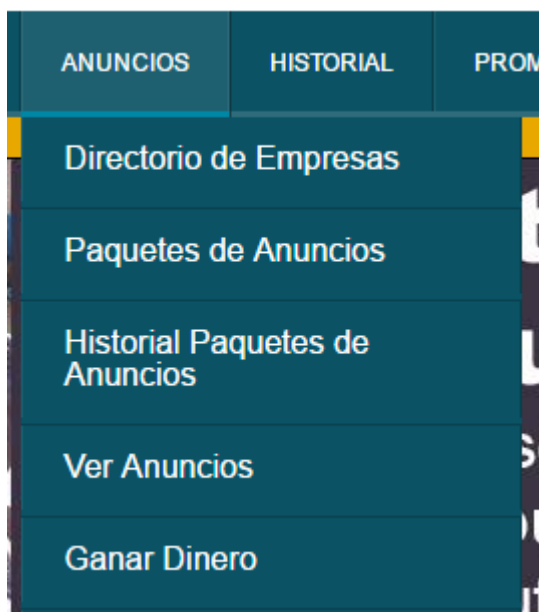 ANUNCIOS HISTORIAL
Directorio de Empresas
Paquetes de Anuncios
Historial Paquetes de
Anuncios
Ver Anuncios
Ganar Dinero